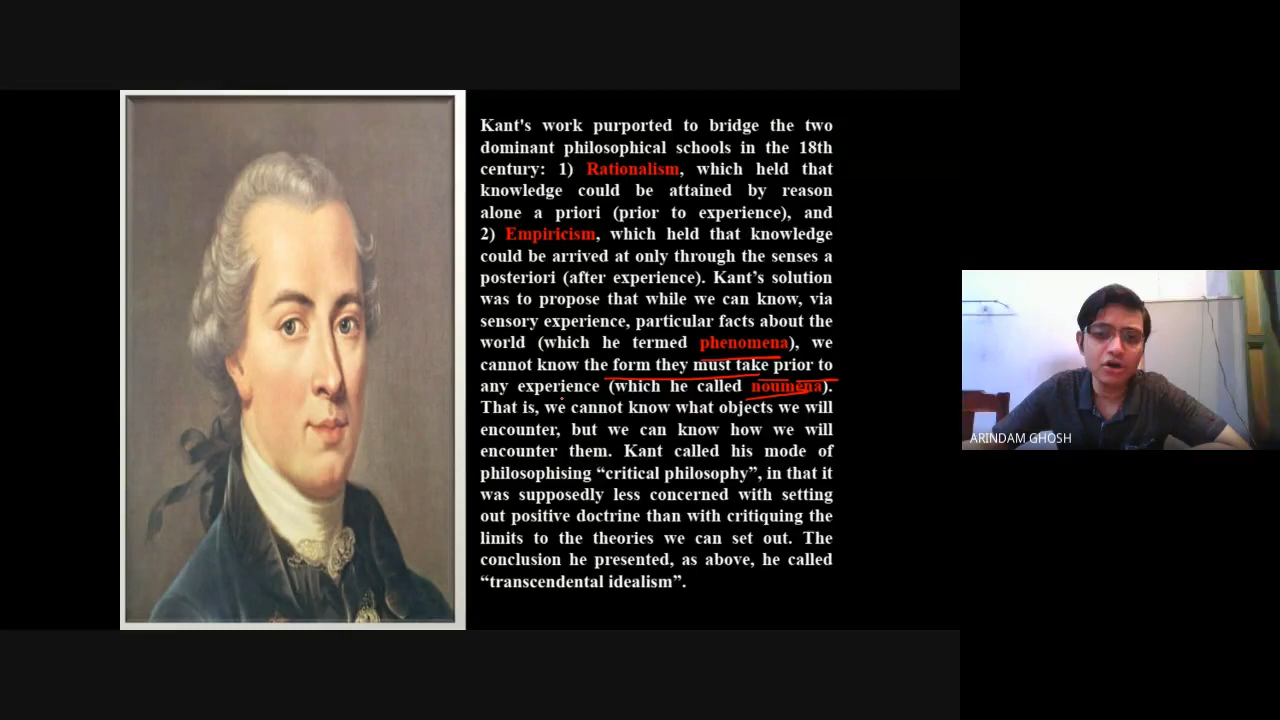 Kant's work purported to bridge the two
dominant philosophical schools in the 18th
century: 1) Rationalism, which held that
knowledge could be attained by reason
alone a priori (prior to experience), and
2) Empiricism, which held that knowledge
could be arrived at only through the senses a
posteriori (after experience). Kant’s solution
was to propose that while we can know, via
sensory experience, particular facts about the
world (which he termed phenomena), we
cannot know the form they must take prior to
any experience (which he called noumena).
That is, we cannot know what objects we will
encounter, but we can know how we will
encounter them. Kant called his mode of
philosophising “critical philosophy”, in that it
was supposedly less concerned with setting
out positive doctrine than with critiquing the
limits to the theories we can set out. The
conclusion he presented, as above, he called
“transcendental idealism”.
ARINDAM GHOSH